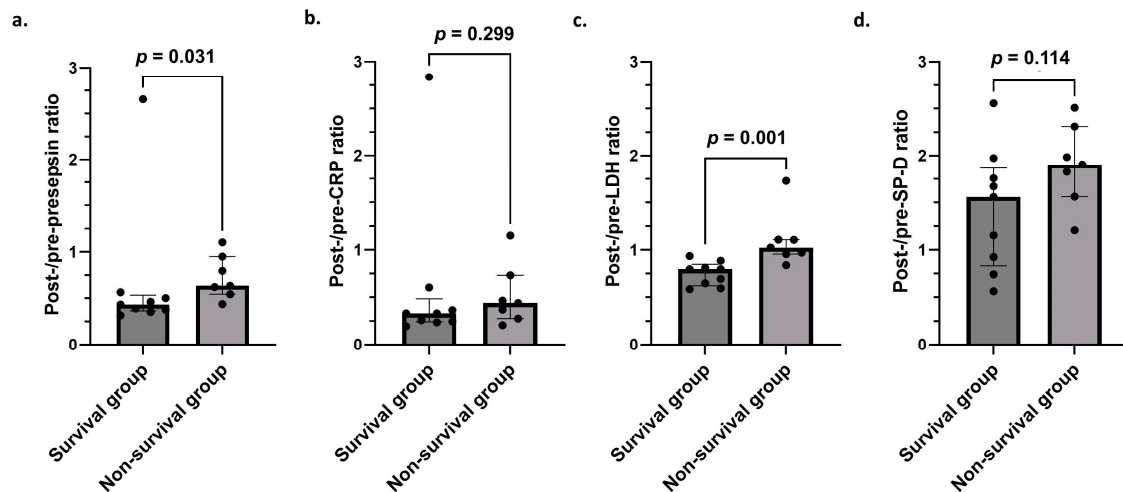 a.
p = 0.031
3
2
1
0
Post-/pre-presepsin ratio
Survival group
Non-survival group
b.
p = 0.299
3
2
1
0
Post-/pre-CRP ratio
Survival group
Non-survival group
c.
p = 0.001
3
2
1
0
Post-/pre-LDH ratio
Survival group
Non-survival group
d.
p = 0.114
3
2
1
0
Post-/pre-SP-D ratio
Survival group
Non-survival group